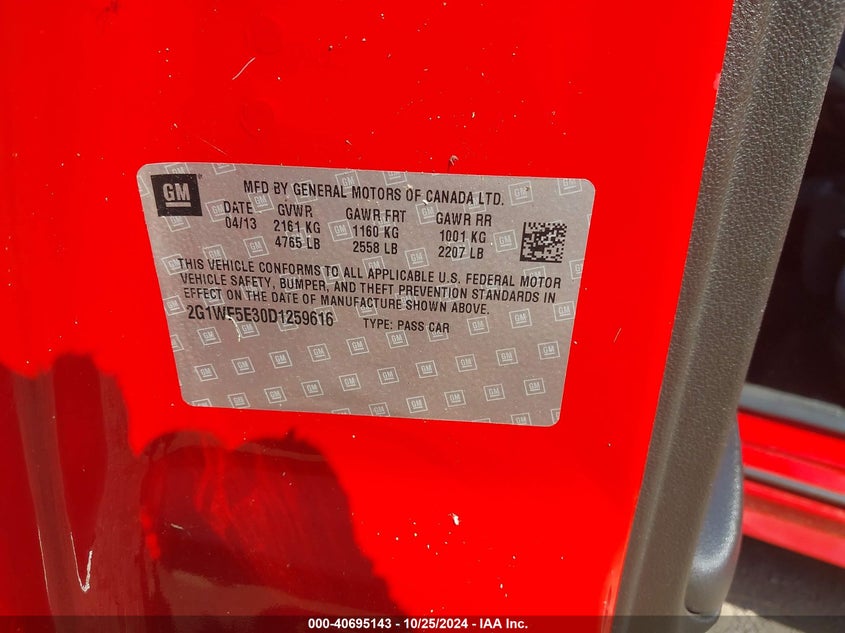 GM
MFD BY GENERAL MOTORS OF CANADA LTD.
DATE GVWR GAWR FRT GAWR RR
04/13 2161 KG 1160 KG 1001 KG
4765 LB 2558 LB 2207 LB
THIS VEHICLE CONFORMS TO ALL APPLICABLE U.S. FEDERAL MOTOR
VEHICLE SAFETY, BUMPER, AND THEFT PREVENTION STANDARDS IN
EFFECT ON THE DATE OF MANUFACTURE SHOWN ABOVE.
2G1WF5E30D1259616 TYPE: PASS CAR
000-40695143 - 10/25/2024 - IAA Inc.